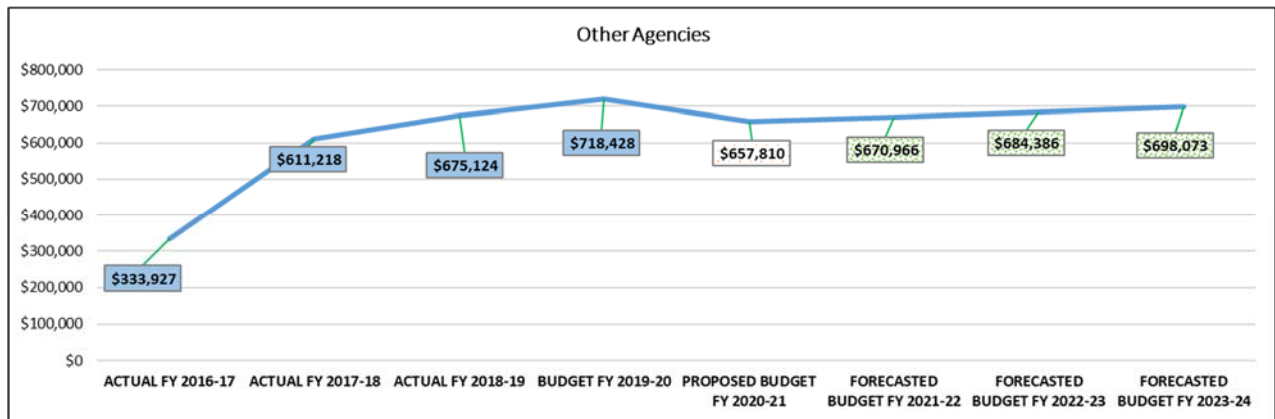 Other Agencies
$800,000
$700,000
$600,000
$500,000
$400,000
$300,000
$200,000
$100,000
$0
$333,927
$611,218
$675,124
$718,428
$657,810
$670,966
$684,386
$698,073
ACTUAL FY 2016-17
ACTUAL FY 2017-18
ACTUAL FY 2018-19
BUDGET FY 2019-20
PROPOSED BUDGET
FY 2020-21
FORECASTED
BUDGET FY 2021-22
FORECASTED
BUDGET FY 2022-23
FORECASTED
BUDGET FY 2023-24